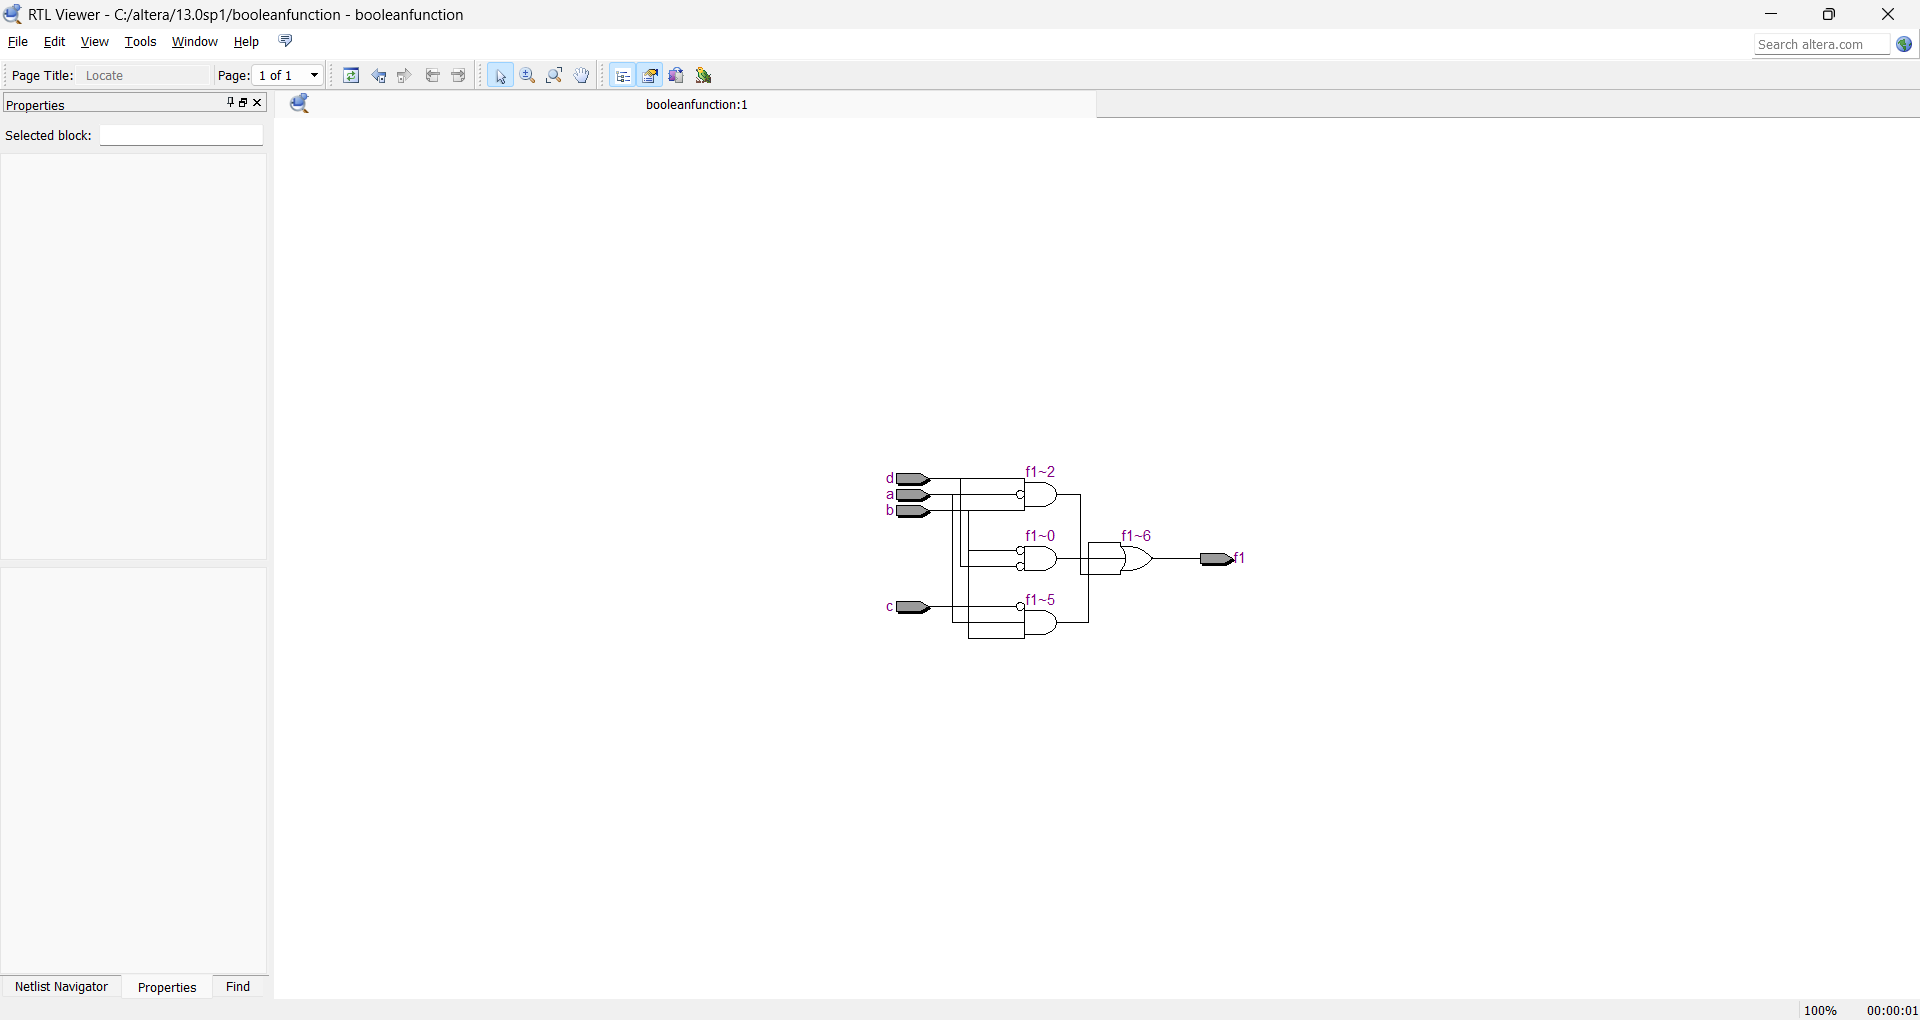 RTL Viewer - C:/altera/13.0sp1/booleanfunction - booleanfunction
File Edit View Tools Window Help
Search altera.com
Page Title: Locate Page: 1 of 1
Properties
booleanfunction:1
Selected block:
d
f1~2
a
b
f1~0
f1~6
f1
c
f1~5
Netlist Navigator Properties Find
100% 00:00:01